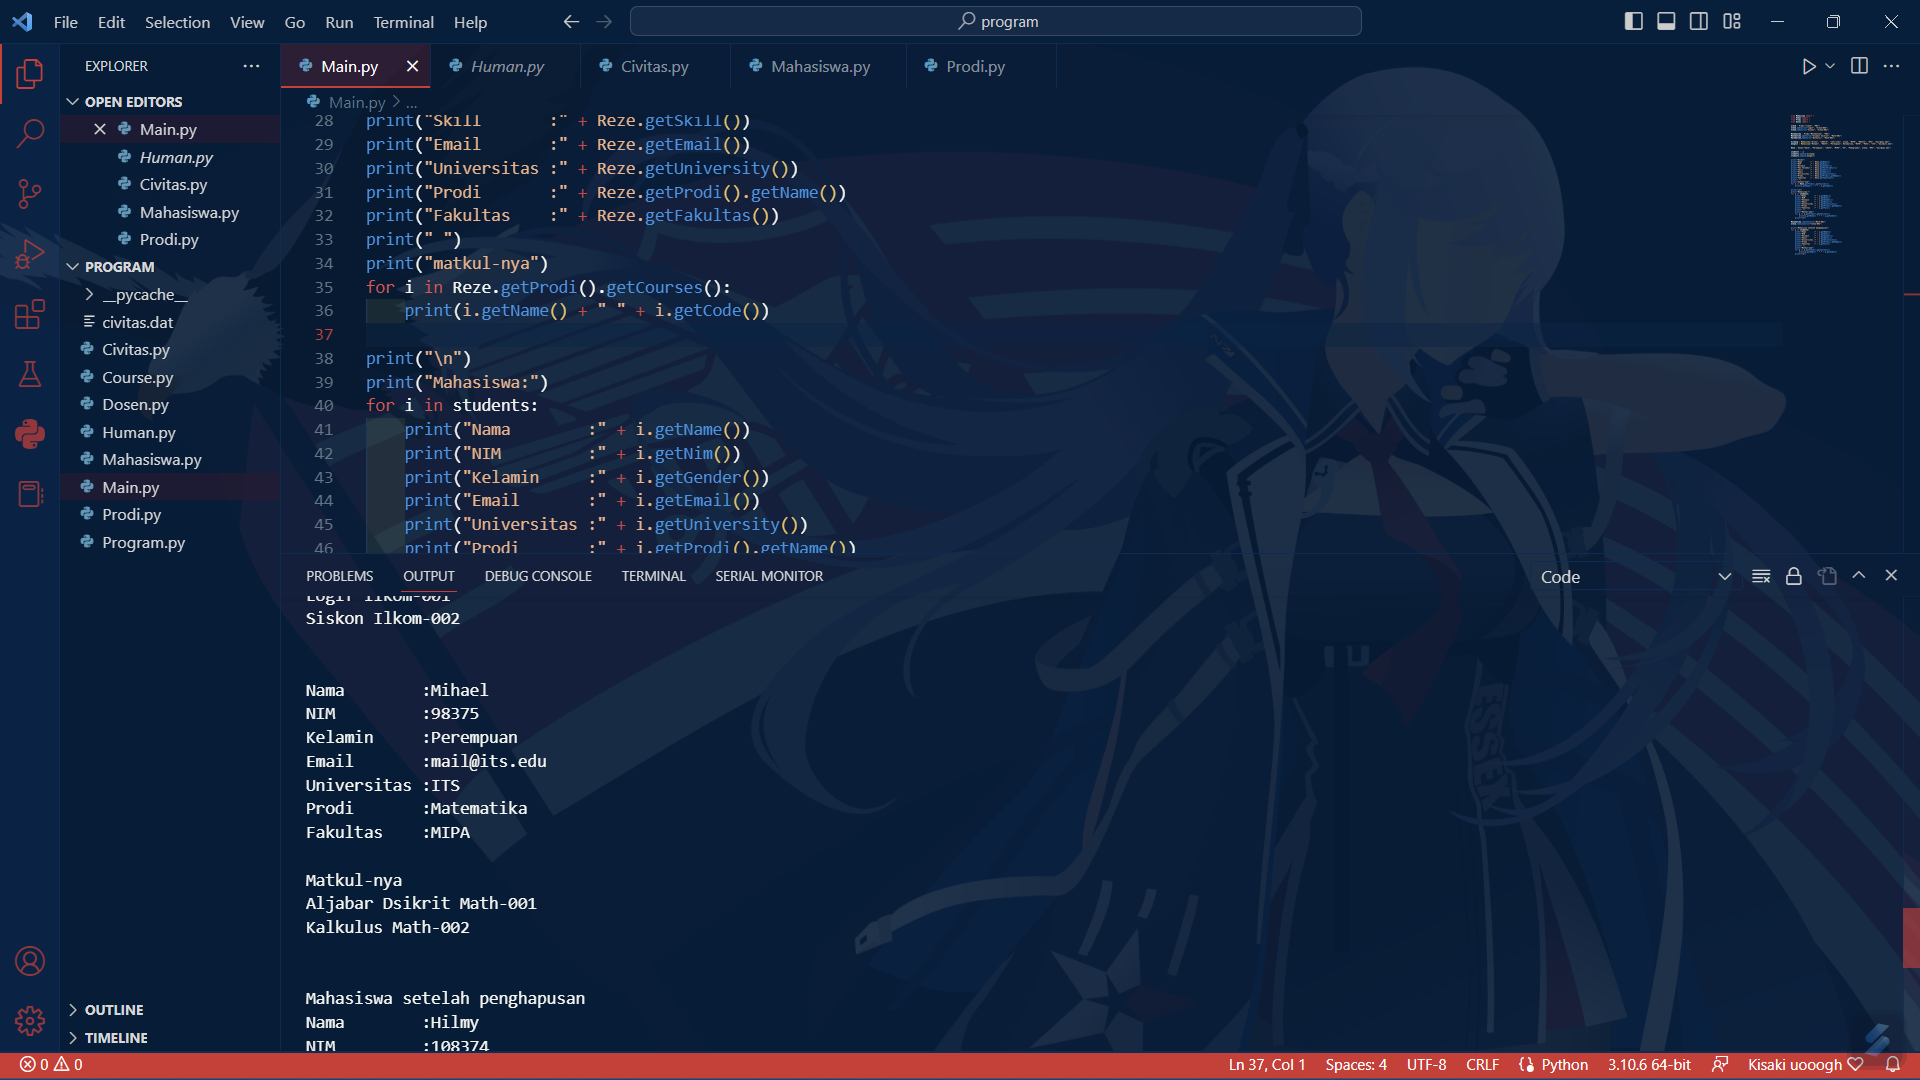 File Edit Selection View Go Run Terminal Help
program
EXPLORER
OPEN EDITORS
Main.py
Human.py
Civitas.py
Mahasiswa.py
Prodi.py
PROGRAM
__pycache__
civitas.dat
Civitas.py
Course.py
Dosen.py
Human.py
Mahasiswa.py
Main.py
Prodi.py
Program.py
OUTLINE
TIMELINE
Main.py Human.py Civitas.py Mahasiswa.py Prodi.py
Main.py > ...
28 print("Skill       :" + Reze.getSkill())
29 print("Email       :" + Reze.getEmail())
30 print("Universitas :" + Reze.getUniversity())
31 print("Prodi       :" + Reze.getProdi().getName())
32 print("Fakultas    :" + Reze.getFakultas())
33 print(" ")
34 print("matkul-nya")
35 for i in Reze.getProdi().getCourses():
36     print(i.getName() + " " + i.getCode())
37
38 print("\n")
39 print("Mahasiswa:")
40 for i in students:
41     print("Nama        :" + i.getName())
42     print("NIM         :" + i.getNim())
43     print("Kelamin     :" + i.getGender())
44     print("Email       :" + i.getEmail())
45     print("Universitas :" + i.getUniversity())
46     print("Prodi       :" + i.getProdi().getName())
PROBLEMS OUTPUT DEBUG CONSOLE TERMINAL SERIAL MONITOR
Code
Logif Ilkom-001
Siskon Ilkom-002
Nama        :Mihael
NIM         :98375
Kelamin     :Perempuan
Email       :mail@its.edu
Universitas :ITS
Prodi       :Matematika
Fakultas    :MIPA
Matkul-nya
Aljabar Dsikrit Math-001
Kalkulus Math-002
Mahasiswa setelah penghapusan
Nama        :Hilmy
NIM         :108374
0 0
Ln 37, Col 1 Spaces: 4 UTF-8 CRLF Python 3.10.6 64-bit Kisaki uooogh